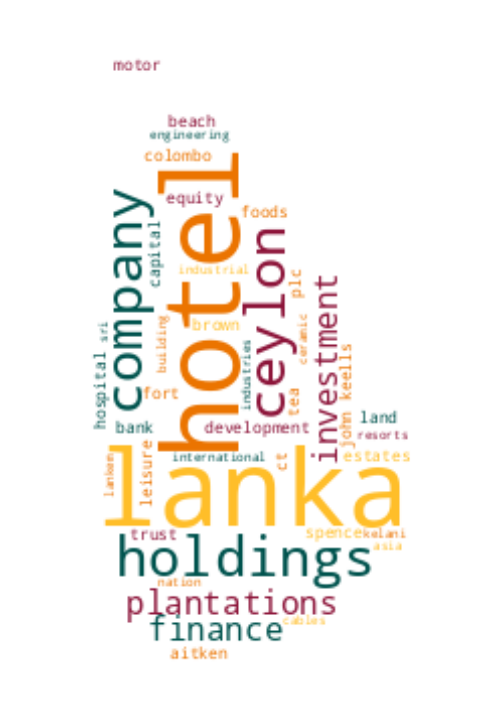 motor
beach
engineering
colombo
hotel
company
equity
foods
capital
ceylon
industrial
plc
investment
brown
building
sri
ceramic
industries
john keells
hospital
fort
tea
land
bank
development
resorts
lanka
international
ct
estates
lankem
leisure
trust
spence
kelani
holdings
asia
nation
plantations
finance
cables
aitken